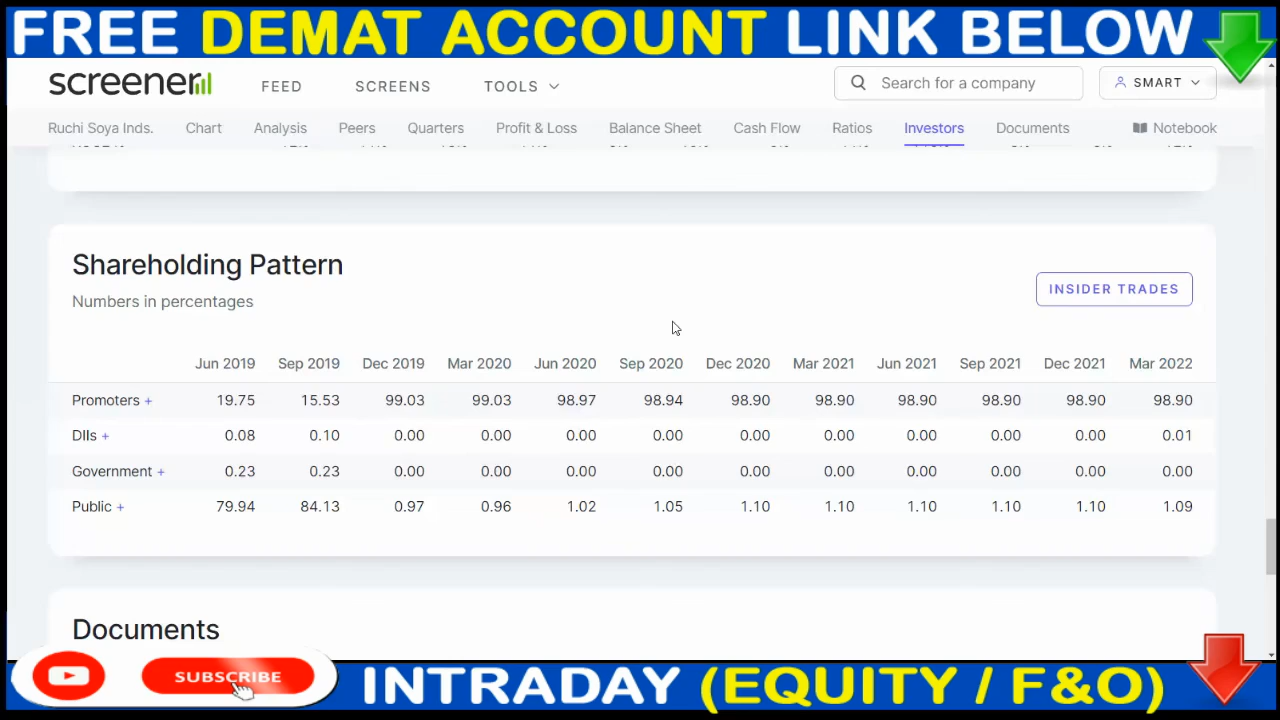 FREE DEMAT ACCOUNT LINK BELOW
screener FEED SCREENS TOOLS Search for a company SMART
Ruchi Soya Inds. Chart Analysis Peers Quarters Profit & Loss Balance Sheet Cash Flow Ratios Investors Documents Notebook
Shareholding Pattern
Numbers in percentages
INSIDER TRADES
Jun 2019 Sep 2019 Dec 2019 Mar 2020 Jun 2020 Sep 2020 Dec 2020 Mar 2021 Jun 2021 Sep 2021 Dec 2021 Mar 2022
Promoters + 19.75 15.53 99.03 99.03 98.97 98.94 98.90 98.90 98.90 98.90 98.90 98.90
DIIs + 0.08 0.10 0.00 0.00 0.00 0.00 0.00 0.00 0.00 0.00 0.00 0.01
Government + 0.23 0.23 0.00 0.00 0.00 0.00 0.00 0.00 0.00 0.00 0.00 0.00
Public + 79.94 84.13 0.97 0.96 1.02 1.05 1.10 1.10 1.10 1.10 1.10 1.09
Documents
SUBSCRIBE INTRADAY (EQUITY / F&O)